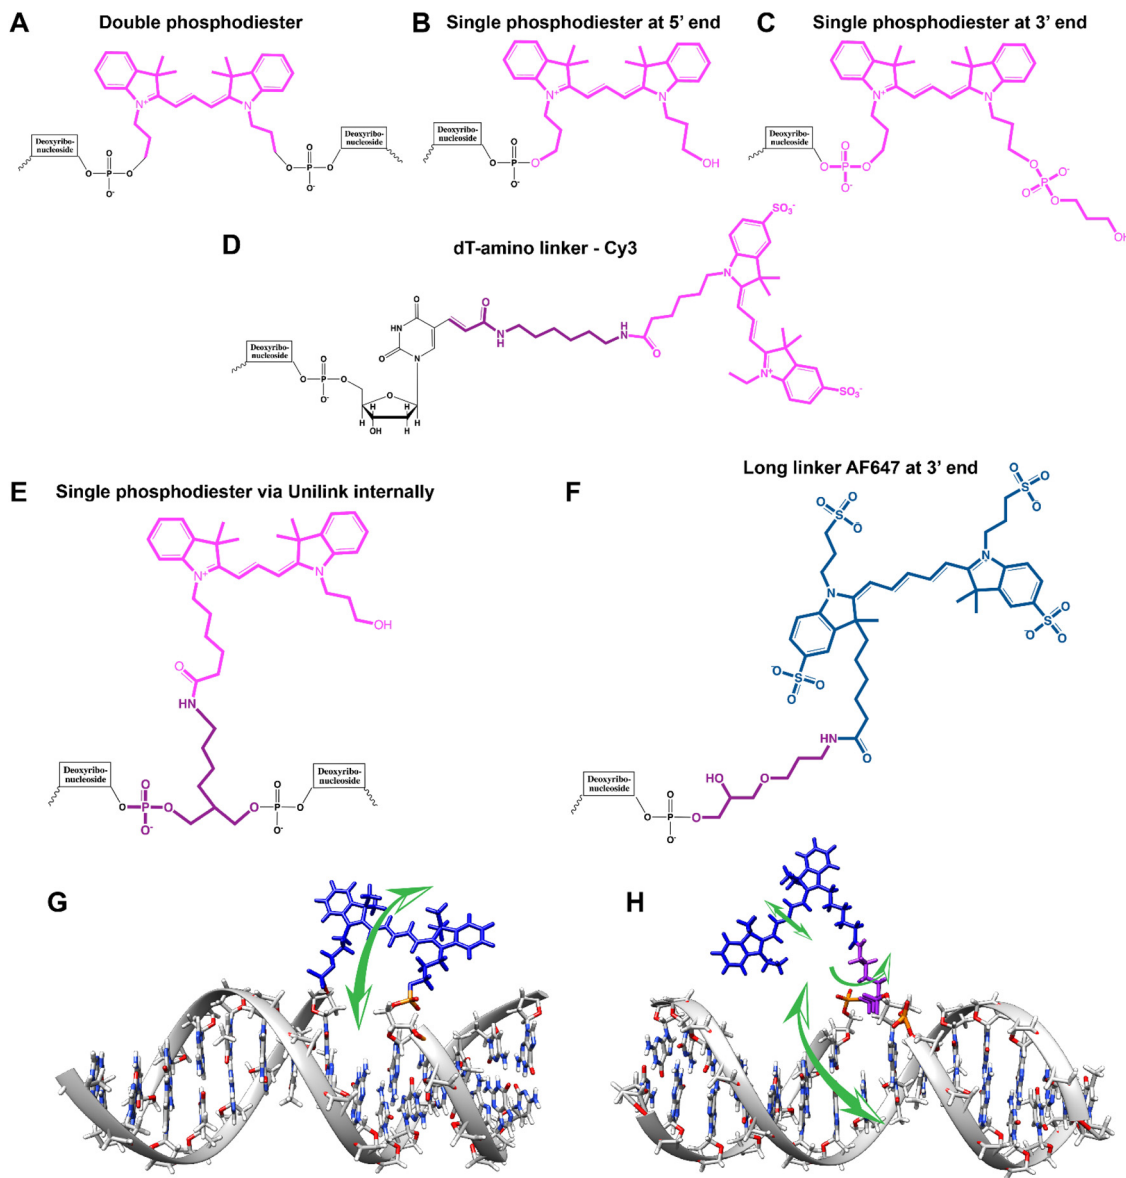 A Double phosphodiester
B Single phosphodiester at 5' end
C Single phosphodiester at 3' end
N⁺ N
N⁺ N
N⁺ N
Deoxyribo-
nucleoside
O P O
O⁻
O
O P O
O⁻
O
Deoxyribo-
nucleoside
Deoxyribo-
nucleoside
O P O
O⁻
O
OH
Deoxyribo-
nucleoside
O P O
O⁻
O
O
P O⁻
O
O
OH
D dT-amino linker - Cy3
SO₃⁻
N
O
HN
O N
O
N
H
H
N
O
N⁺
SO₃⁻
Deoxyribo-
nucleoside
O P O
O⁻
O
O
H H
H H
OH H
E Single phosphodiester via Unilink internally
F Long linker AF647 at 3' end
N⁺ N
OH
O
HN
Deoxyribo-
nucleoside
O
O P O
O⁻
O
O P O
O⁻
Deoxyribo-
nucleoside
O
O S
O⁻
O
S O
⁻O O
N
N⁺
O
S O
⁻O O
⁻O S O
O
HN
O
HO
O
Deoxyribo-
nucleoside
O
O P O
O⁻
G
H